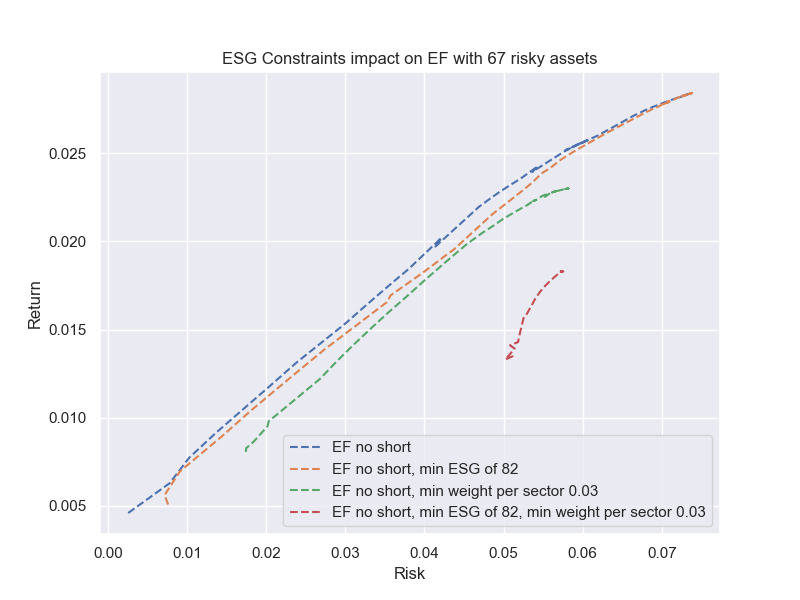 ESG Constraints impact on EF with 67 risky assets
Return
0.025
0.020
0.015
0.010
0.005
EF no short
EF no short, min ESG of 82
EF no short, min weight per sector 0.03
EF no short, min ESG of 82, min weight per sector 0.03
0.00 0.01 0.02 0.03 0.04 0.05 0.06 0.07
Risk